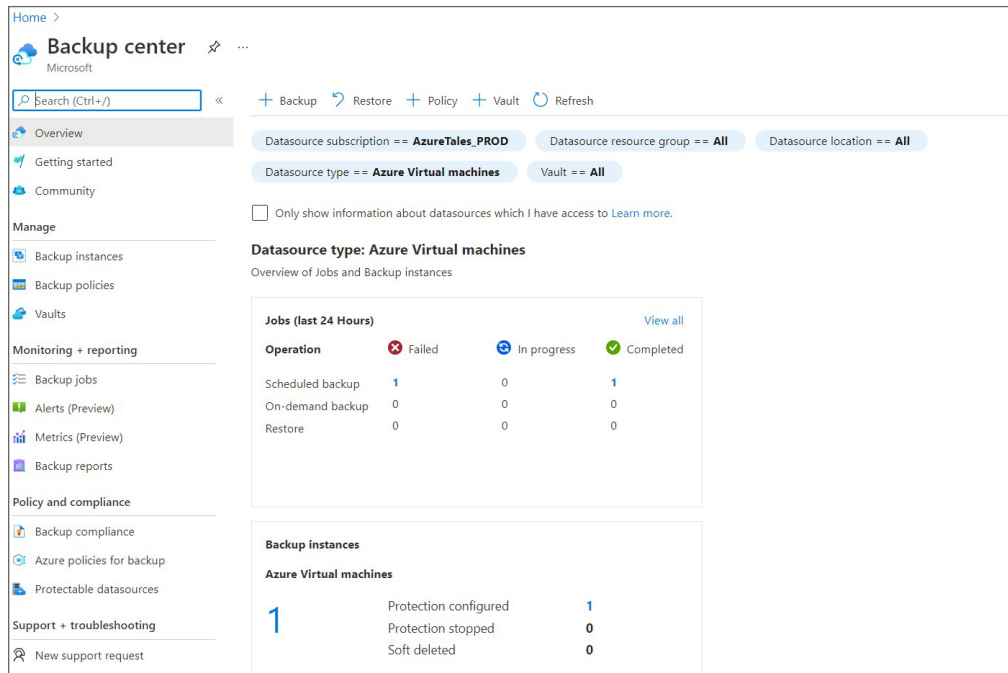 Home >
Backup center
...
Microsoft
Search (Ctrl+/)
«
Overview
Getting started
Community
Manage
Backup instances
Backup policies
Vaults
Monitoring + reporting
Backup jobs
Alerts (Preview)
Metrics (Preview)
Backup reports
Policy and compliance
Backup compliance
Azure policies for backup
Protectable datasources
Support + troubleshooting
New support request
+ Backup Restore + Policy + Vault Refresh
Datasource subscription == AzureTales_PROD Datasource resource group == All Datasource location == All
Datasource type == Azure Virtual machines Vault == All
Only show information about datasources which I have access to Learn more.
Datasource type: Azure Virtual machines
Overview of Jobs and Backup instances
Jobs (last 24 Hours) View all
Operation Failed In progress Completed
Scheduled backup 1 0 1
On-demand backup 0 0 0
Restore 0 0 0
Backup instances
Azure Virtual machines
1
Protection configured 1
Protection stopped 0
Soft deleted 0